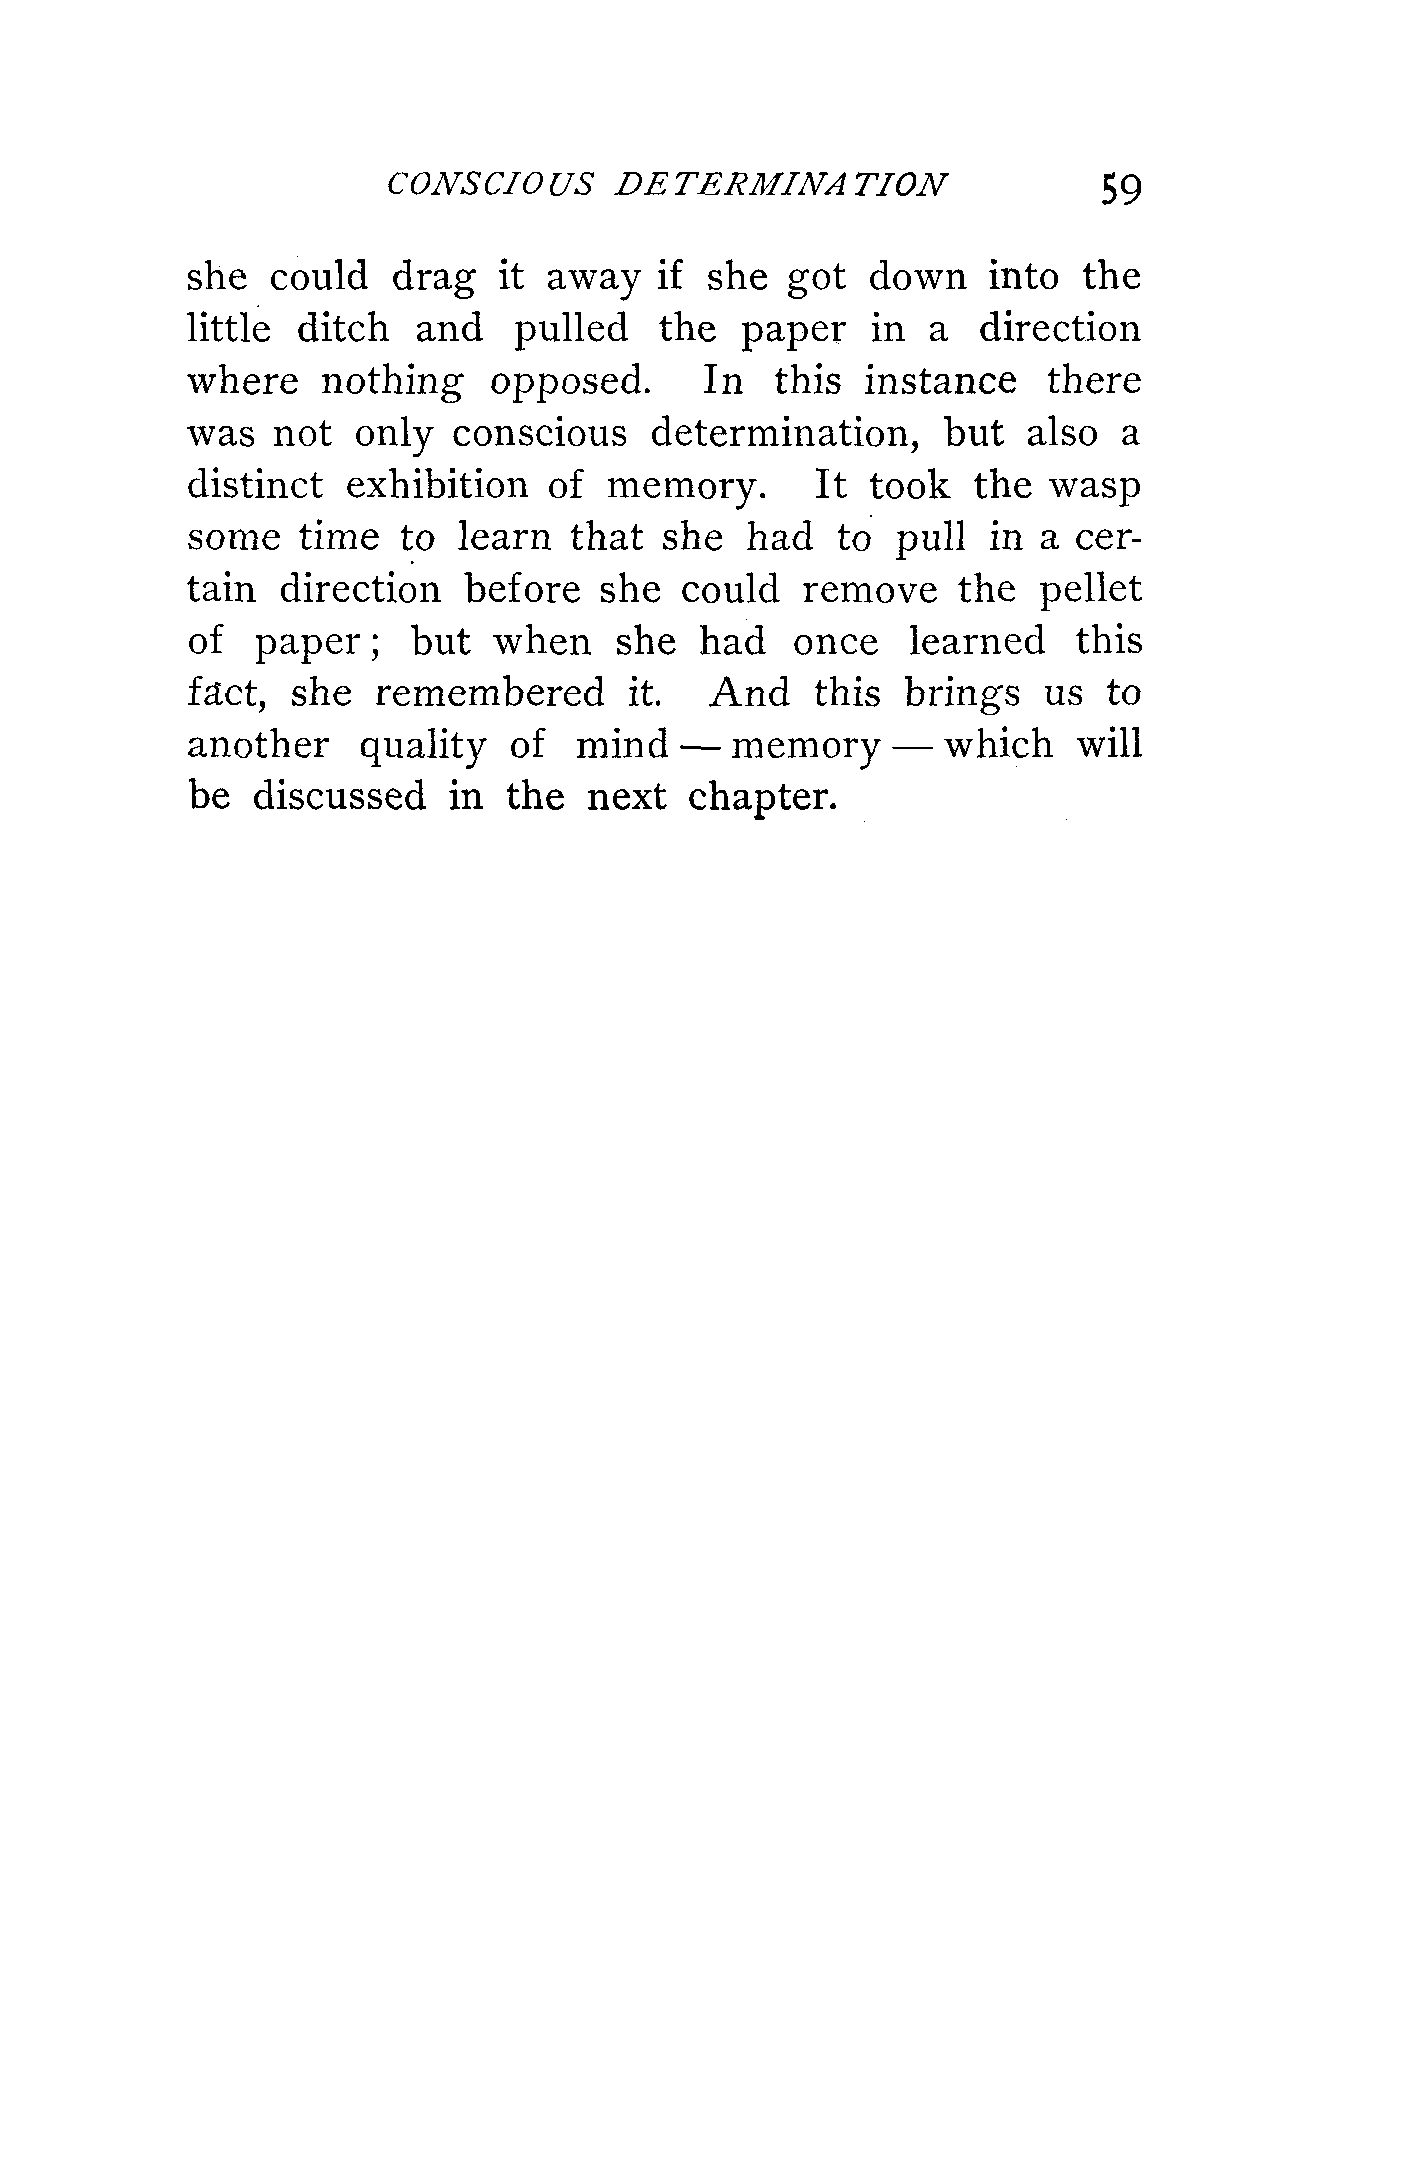 CONSCIOUS DETERMINATION 59
she could drag it away if she got down into the
little ditch and pulled the paper in a direction
where nothing opposed. In this instance there
was not only conscious determination, but also a
distinct exhibition of memory. It took the wasp
some time to learn that she had to pull in a cer-
tain direction before she could remove the pellet
of paper; but when she had once learned this
fact, she remembered it. And this brings us to
another quality of mind — memory — which will
be discussed in the next chapter.